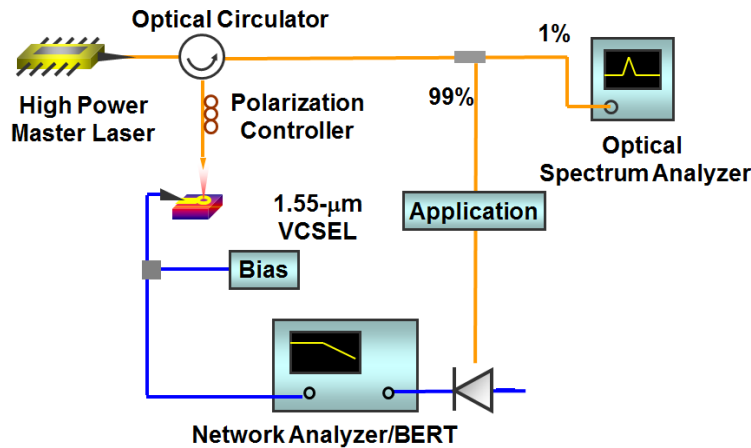 Optical Circulator
1%
High Power
Master Laser
Polarization
Controller
99%
Optical
Spectrum Analyzer
1.55-μm
VCSEL
Application
Bias
Network Analyzer/BERT